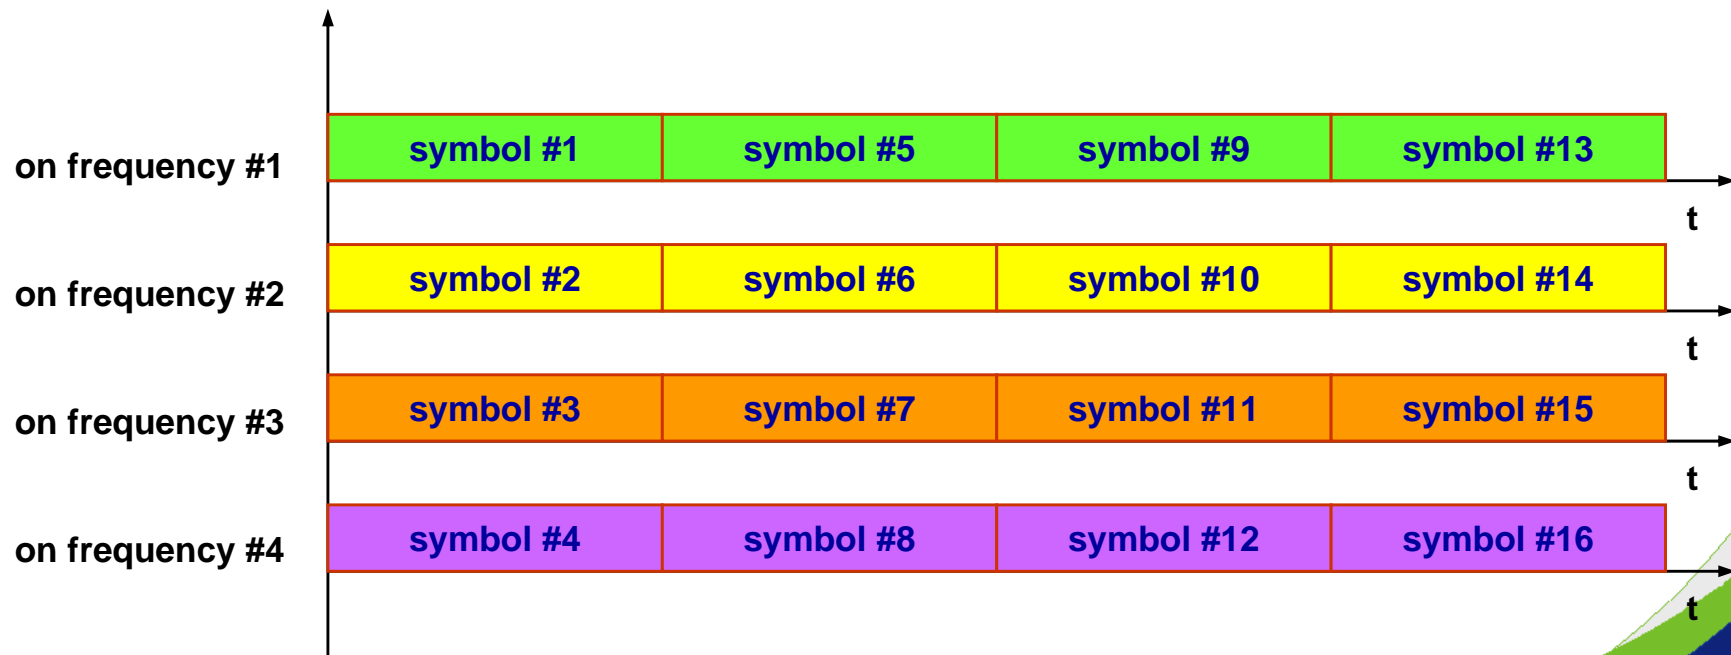 on frequency #1 symbol #1 symbol #5 symbol #9 symbol #13
t
on frequency #2 symbol #2 symbol #6 symbol #10 symbol #14
t
on frequency #3 symbol #3 symbol #7 symbol #11 symbol #15
t
on frequency #4 symbol #4 symbol #8 symbol #12 symbol #16
t